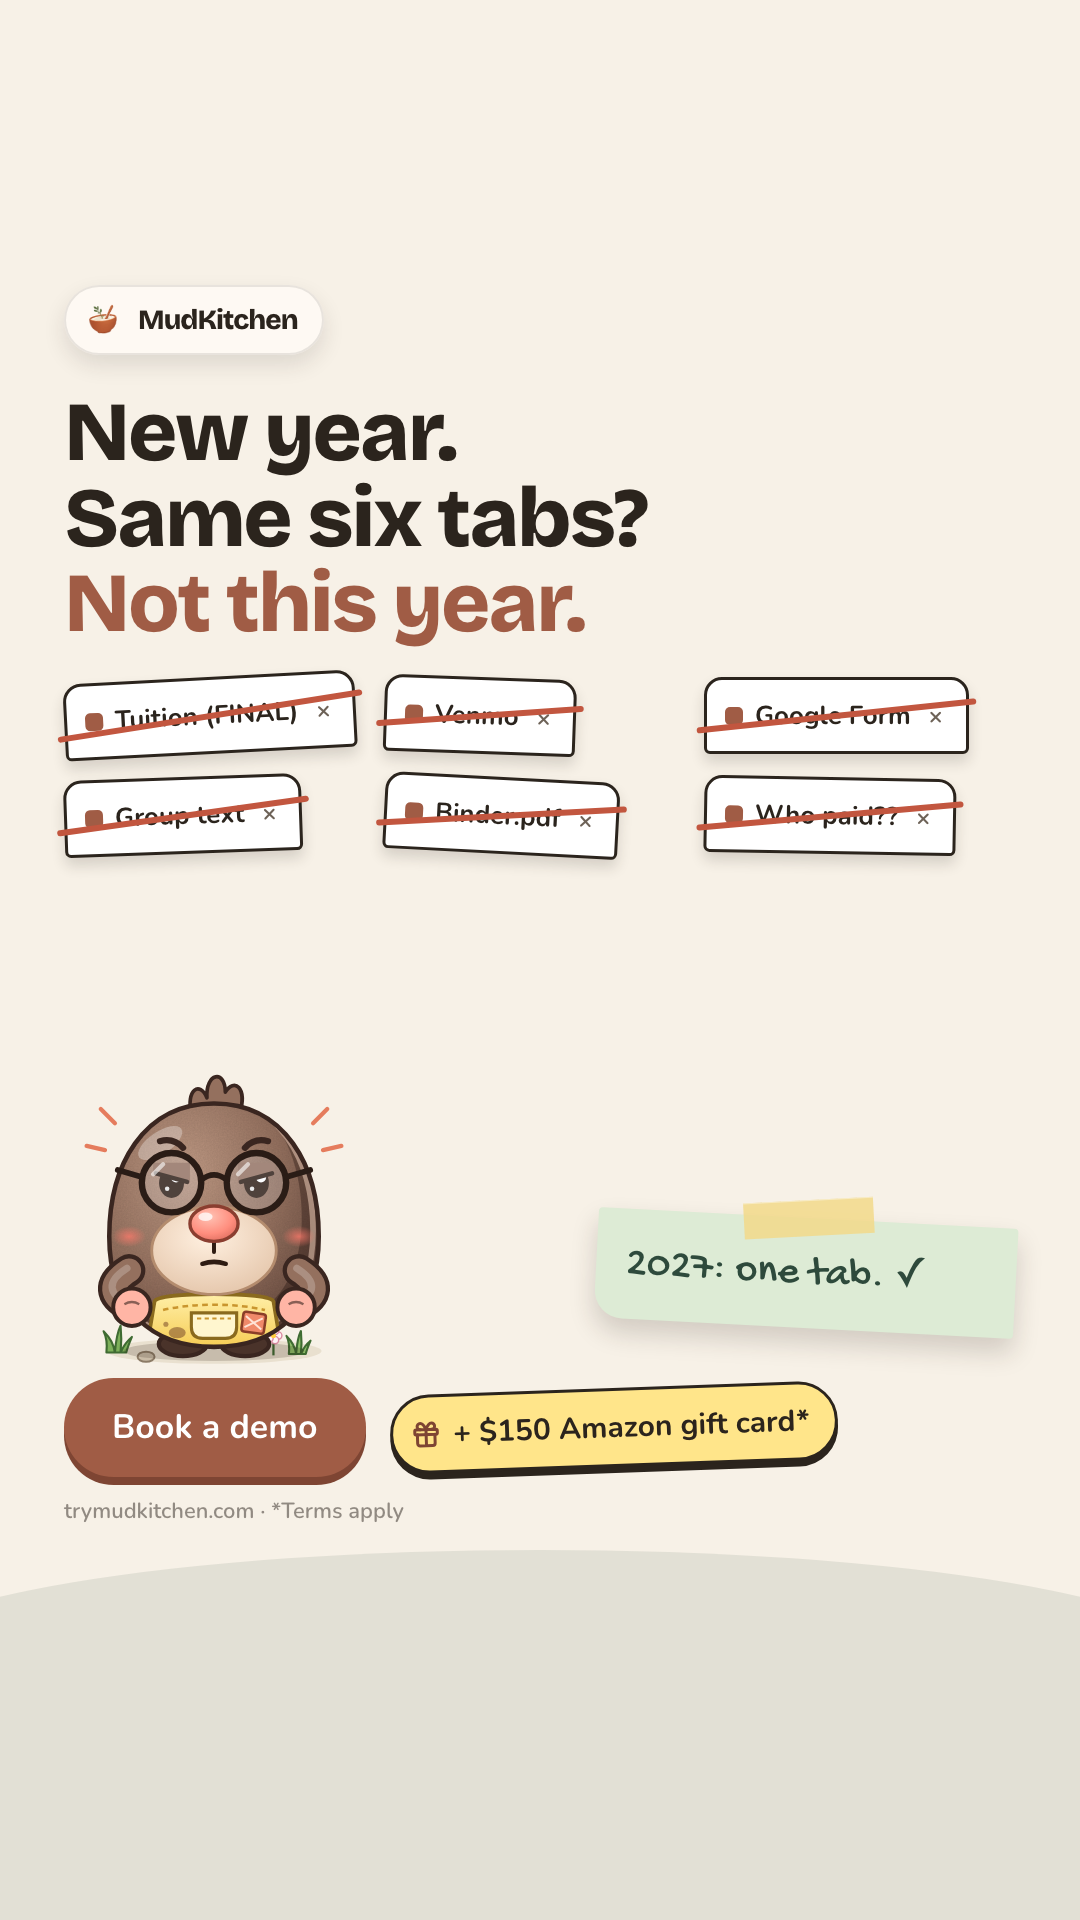 MudKitchen
New year.
Same six tabs?
Not this year.
Tuition (FINAL) ×
Venmo ×
Google Form ×
Group text ×
Binder.pdf ×
Who paid?? ×
2027: one tab. ✓
Book a demo
+ $150 Amazon gift card*
trymudkitchen.com · *Terms apply